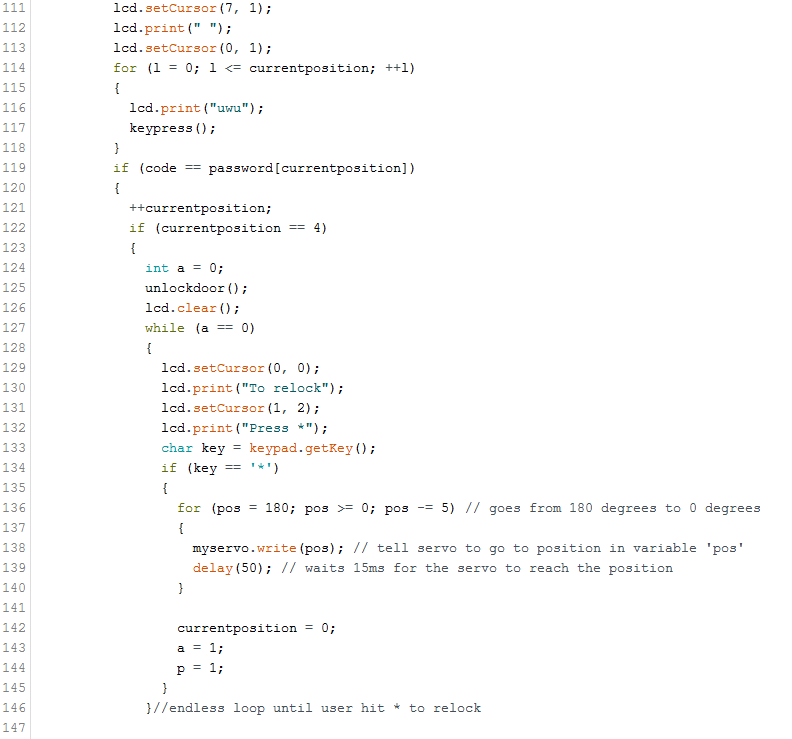 111 lcd.setCursor(7, 1);
112 lcd.print(" ");
113 lcd.setCursor(0, 1);
114 for (l = 0; l <= currentposition; ++l)
115 {
116 lcd.print("uwu");
117 keypress();
118 }
119 if (code == password[currentposition])
120 {
121 ++currentposition;
122 if (currentposition == 4)
123 {
124 int a = 0;
125 unlockdoor();
126 lcd.clear();
127 while (a == 0)
128 {
129 lcd.setCursor(0, 0);
130 lcd.print("To relock");
131 lcd.setCursor(1, 2);
132 lcd.print("Press *");
133 char key = keypad.getKey();
134 if (key == '*')
135 {
136 for (pos = 180; pos >= 0; pos -= 5) // goes from 180 degrees to 0 degrees
137 {
138 myservo.write(pos); // tell servo to go to position in variable 'pos'
139 delay(50); // waits 15ms for the servo to reach the position
140 }
141
142 currentposition = 0;
143 a = 1;
144 p = 1;
145 }
146 }//endless loop until user hit * to relock
147